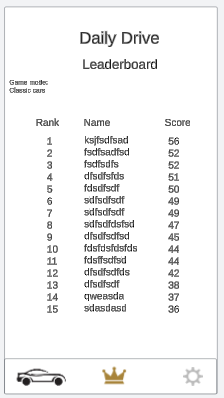 Daily Drive
Leaderboard
Game mode:
Classic cars
Rank Name Score
1 ksjfsdfsad 56
2 fsdfsadfsd 52
3 fsdfsdfs 52
4 dfsdfsfds 51
5 fdsdfsdf 50
6 sdfsdfsdf 49
7 sdfsdfsdf 49
8 sdfsdfdsfsd 47
9 dfsdfsdfsd 45
10 fdsfdsfdsfds 44
11 fdsffsdfsd 44
12 dfsdfsdfds 42
13 dfsdfsdf 38
14 qweasda 37
15 sdasdasd 36